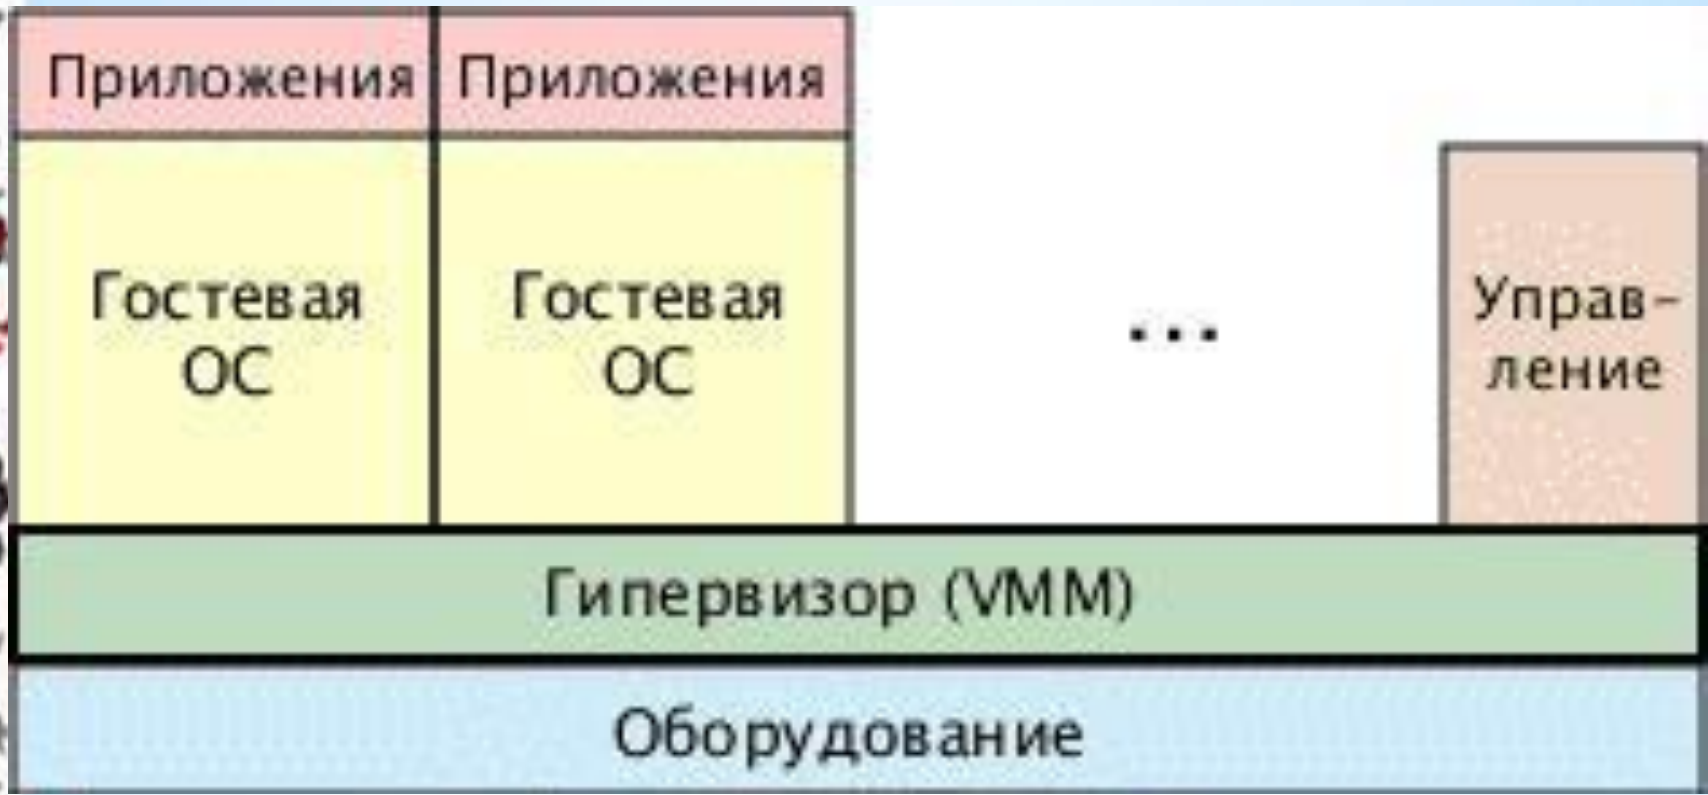 Приложения
Приложения
Гостевая
ОС
Гостевая
ОС
...
Управ-
ление
Гипервизор (VMM)
Оборудование